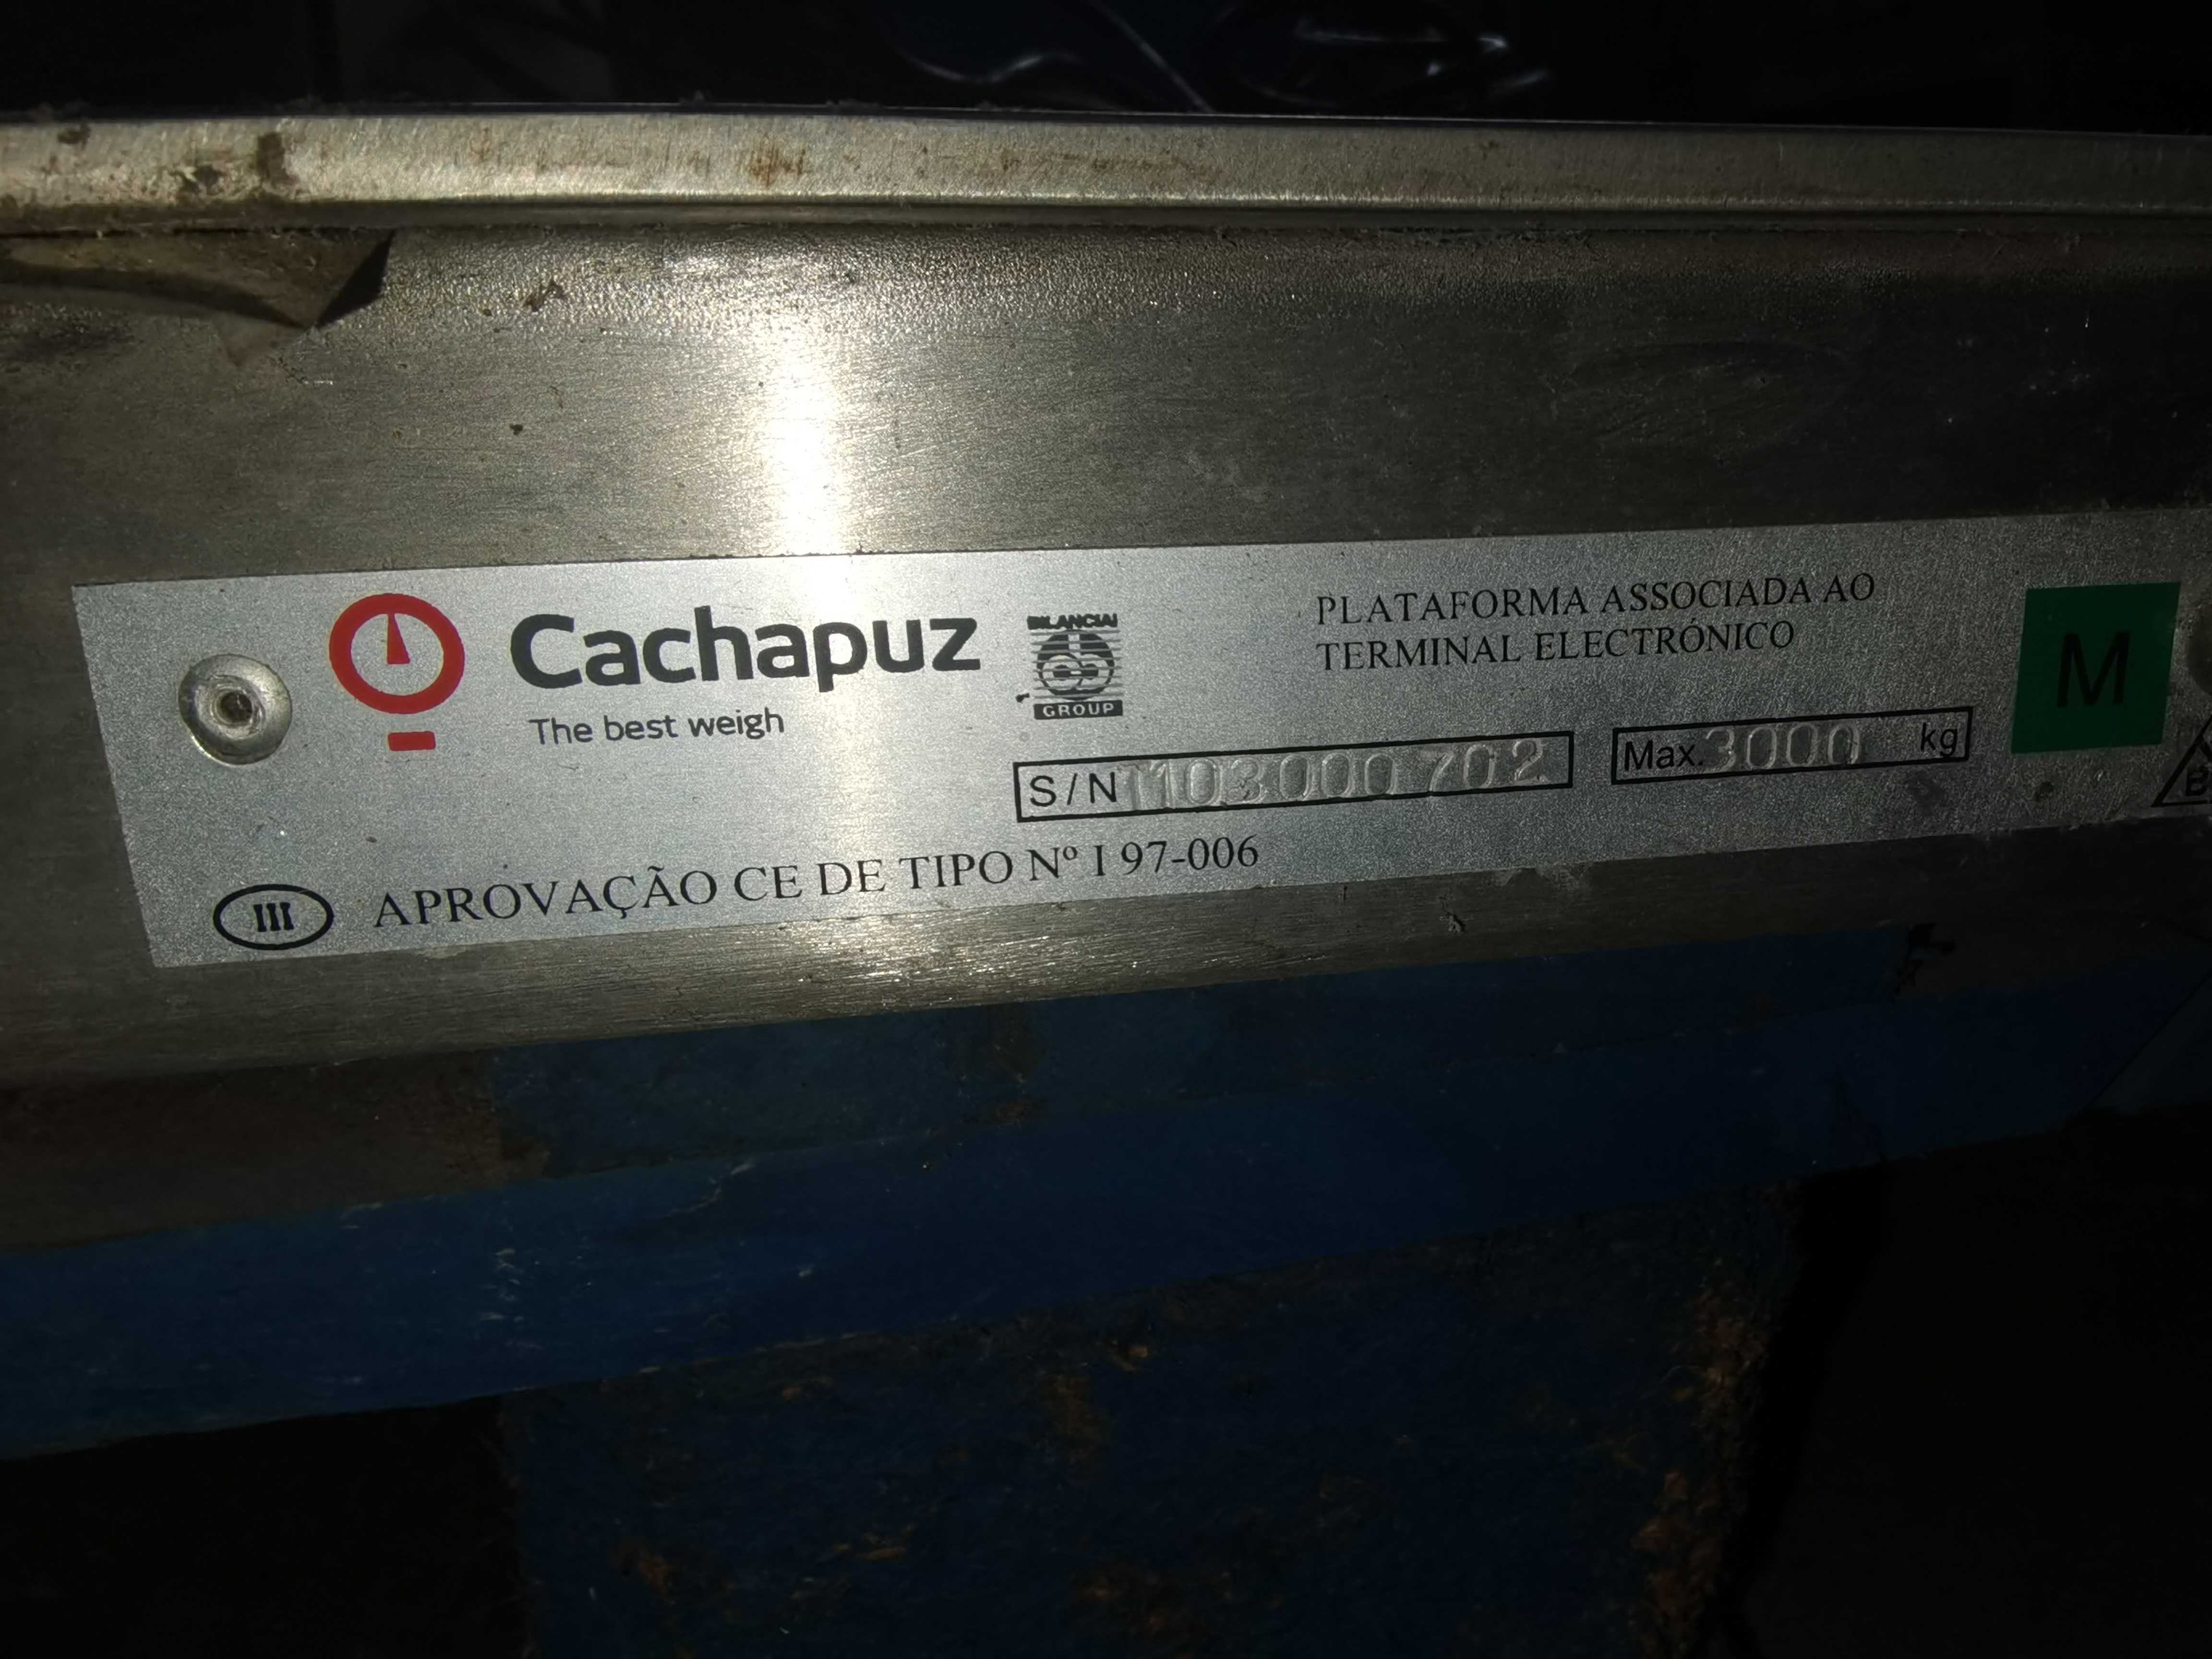 Cachapuz
The best weigh
BILANCIAI
GROUP
PLATAFORMA ASSOCIADA AO
TERMINAL ELECTRÓNICO
M
S/N 1103000702
Max. 3000 kg
B
III APROVAÇÃO CE DE TIPO Nº I 97-006